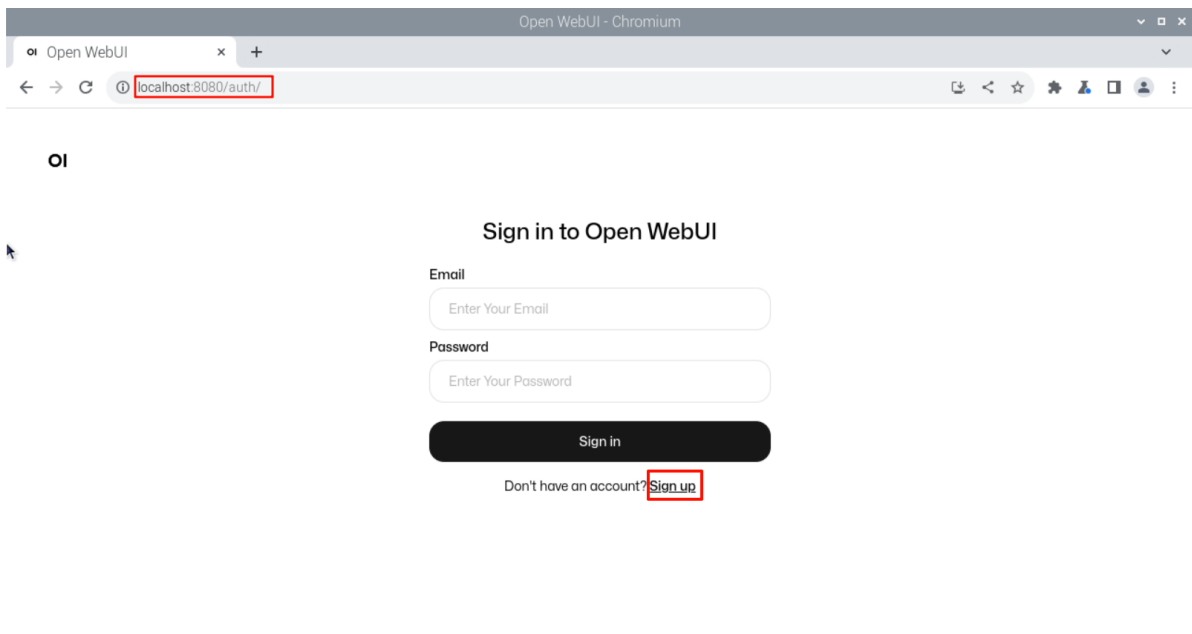 Open WebUI - Chromium
OI Open WebUI
localhost:8080/auth/
OI
Sign in to Open WebUI
Email
Enter Your Email
Password
Enter Your Password
Sign in
Don't have an account? Sign up